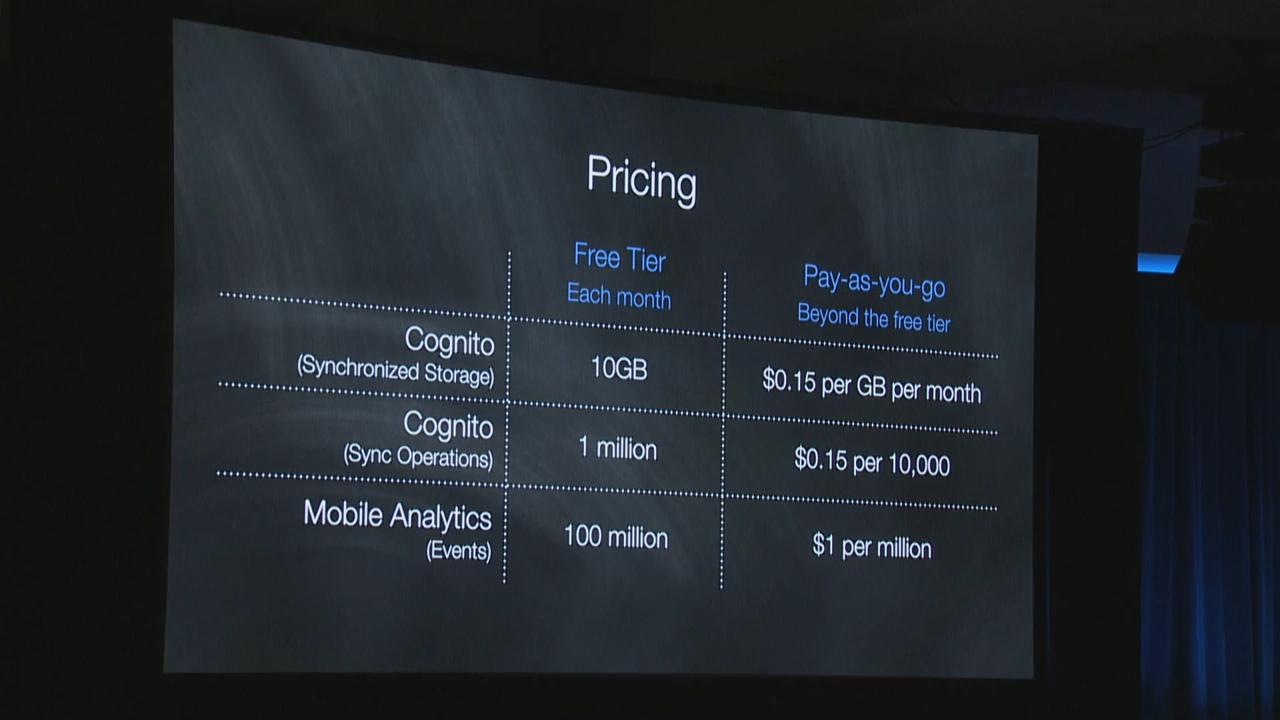 Pricing
Free Tier
Each month
Pay-as-you-go
Beyond the free tier
Cognito
(Synchronized Storage)
10GB
$0.15 per GB per month
Cognito
(Sync Operations)
1 million
$0.15 per 10,000
Mobile Analytics
(Events)
100 million
$1 per million